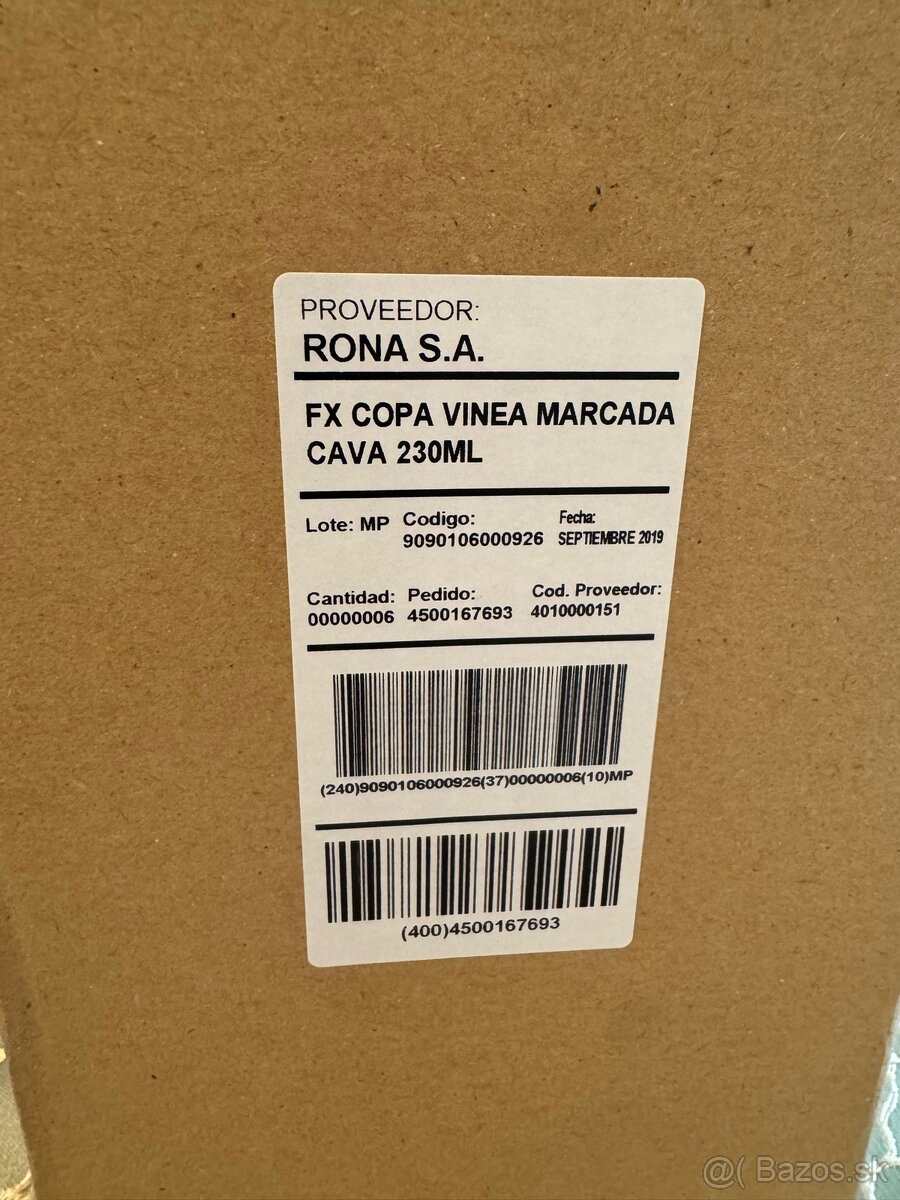 PROVEEDOR:
RONA S.A.
FX COPA VINEA MARCADA
CAVA 230ML
Lote: MP Codigo: Fecha:
9090106000926 SEPTIEMBRE 2019
Cantidad: Pedido: Cod. Proveedor:
00000006 4500167693 4010000151
(240)9090106000926(37)00000006(10)MP
(400)4500167693
@( Bazos.sk